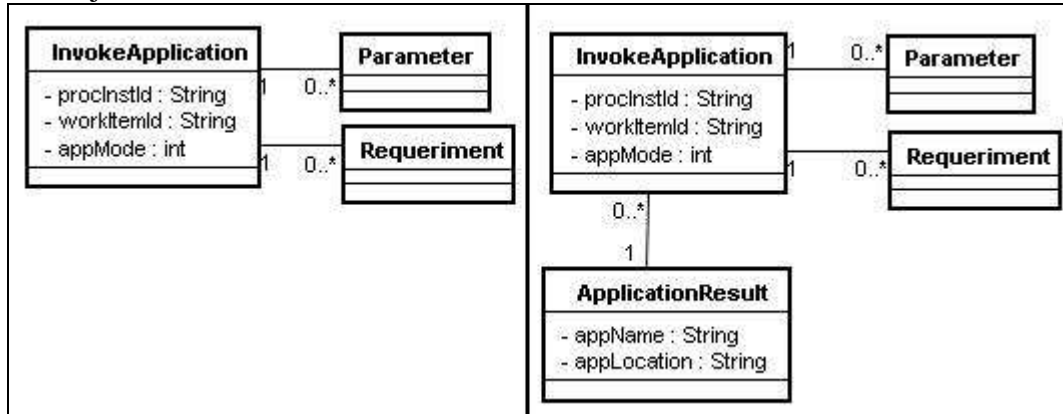 InvokeApplication
- procInstId : String
- workItemId : String
- appMode : int
1
0..*
Parameter
1
0..*
Requeriment
InvokeApplication
- procInstId : String
- workItemId : String
- appMode : int
1
0..*
Parameter
1
0..*
Requeriment
0..*
1
ApplicationResult
- appName : String
- appLocation : String